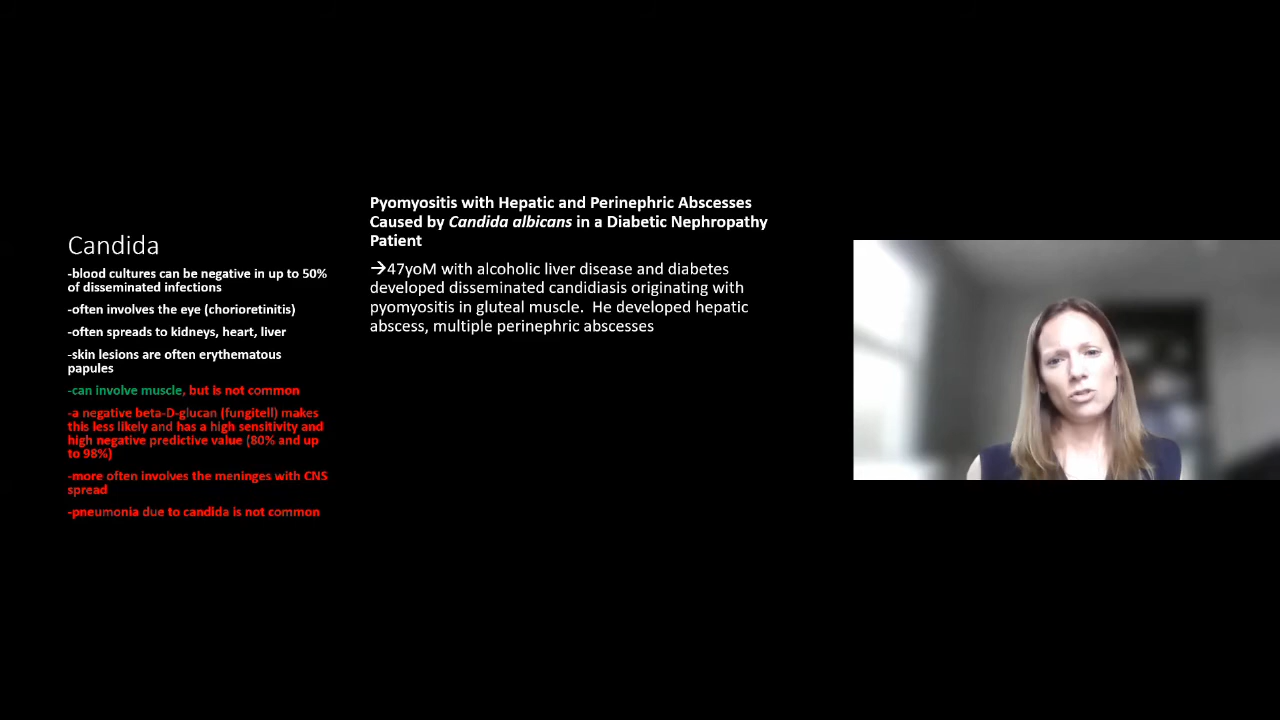 Candida
-blood cultures can be negative in up to 50%
of disseminated infections
-often involves the eye (chorioretinitis)
-often spreads to kidneys, heart, liver
-skin lesions are often erythematous
papules
-can involve muscle, but is not common
-a negative beta-D-glucan (fungitell) makes
this less likely and has a high sensitivity and
high negative predictive value (80% and up
to 98%)
-more often involves the meninges with CNS
spread
-pneumonia due to candida is not common
Pyomyositis with Hepatic and Perinephric Abscesses
Caused by Candida albicans in a Diabetic Nephropathy
Patient
→47yoM with alcoholic liver disease and diabetes
developed disseminated candidiasis originating with
pyomyositis in gluteal muscle.  He developed hepatic
abscess, multiple perinephric abscesses